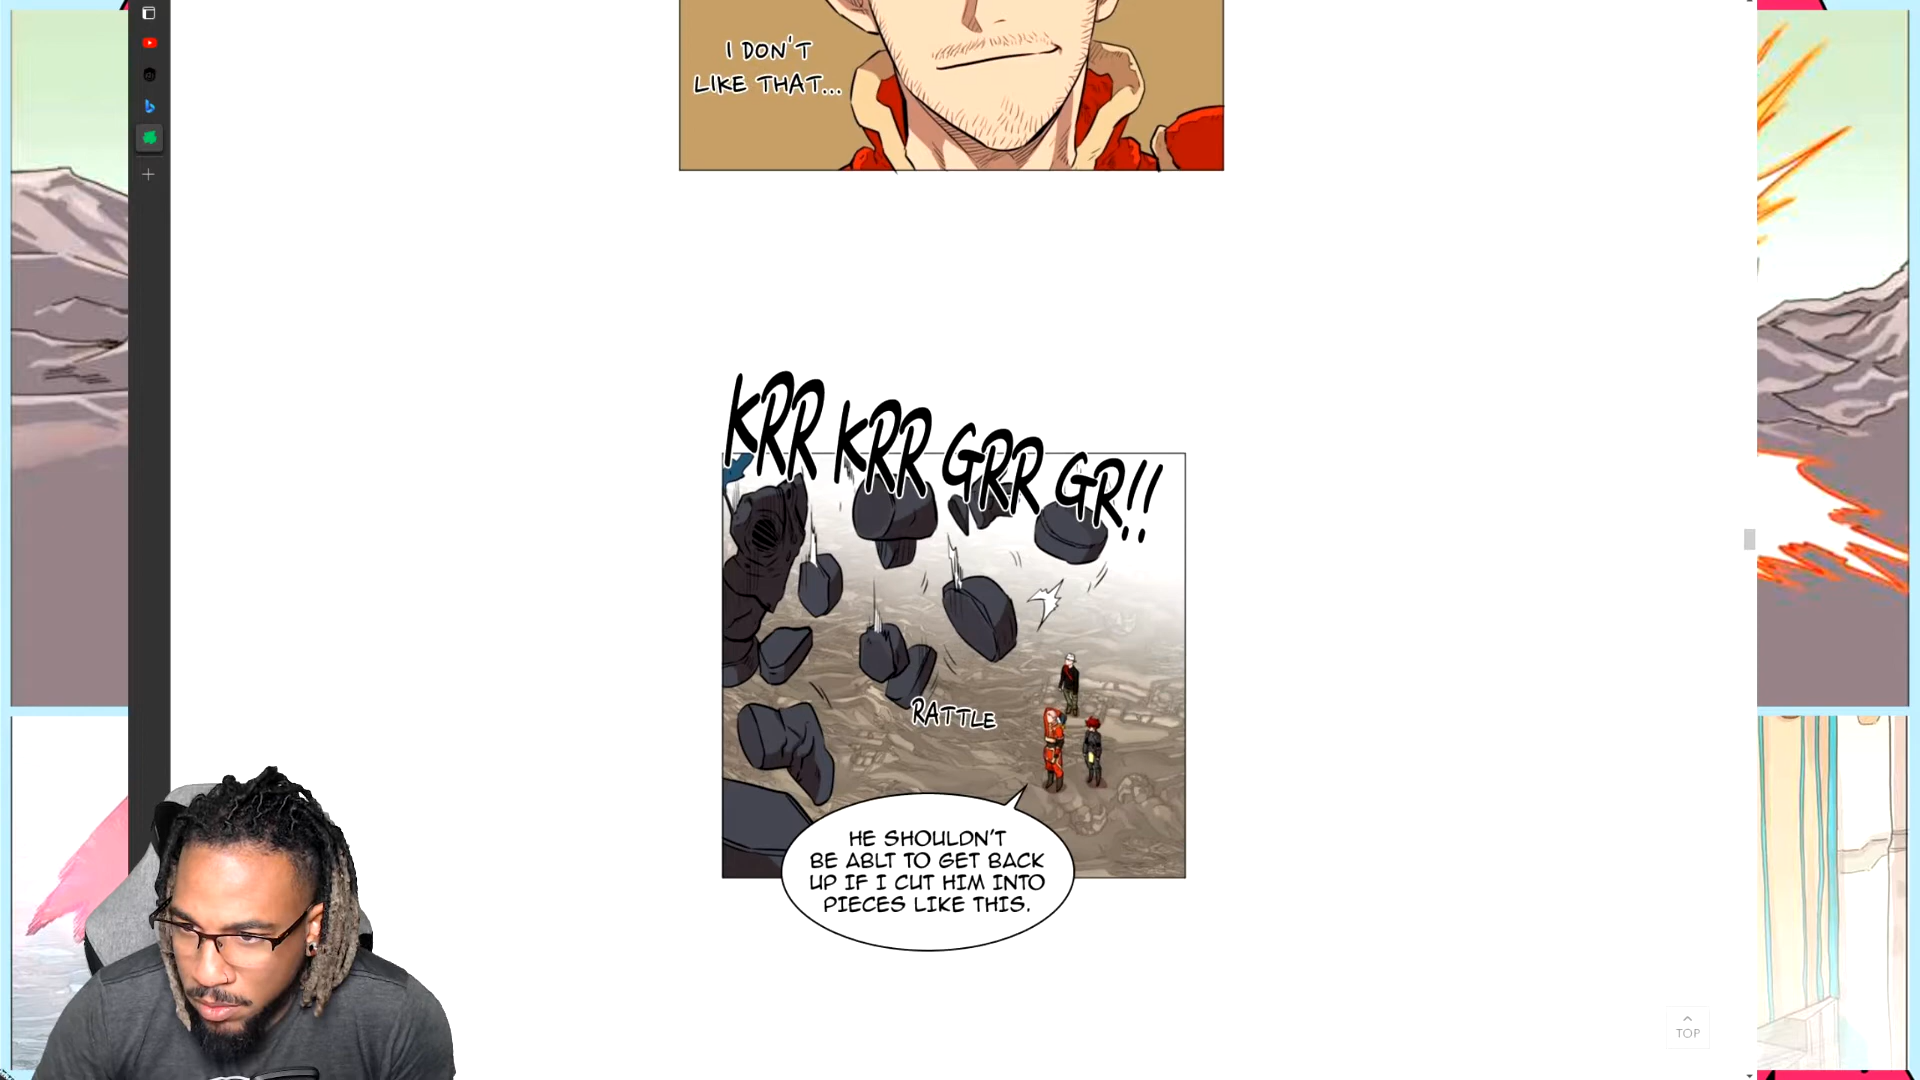 I DON'T
LIKE THAT...
KRR KRR GRR GR!!
RATTLE
HE SHOULDN'T
BE ABLT TO GET BACK
UP IF I CUT HIM INTO
PIECES LIKE THIS.
TOP